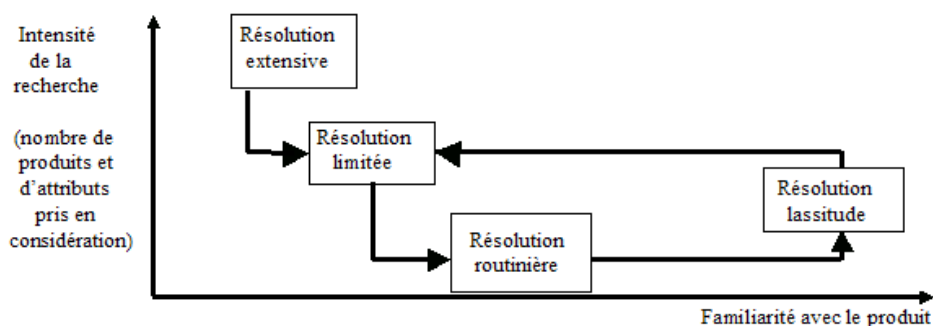 Intensité
de la
recherche
(nombre de
produits et
d'attributs
pris en
considération)
Résolution
extensive
Résolution
limitée
Résolution
routinière
Résolution
lassitude
Familiarité avec le produit